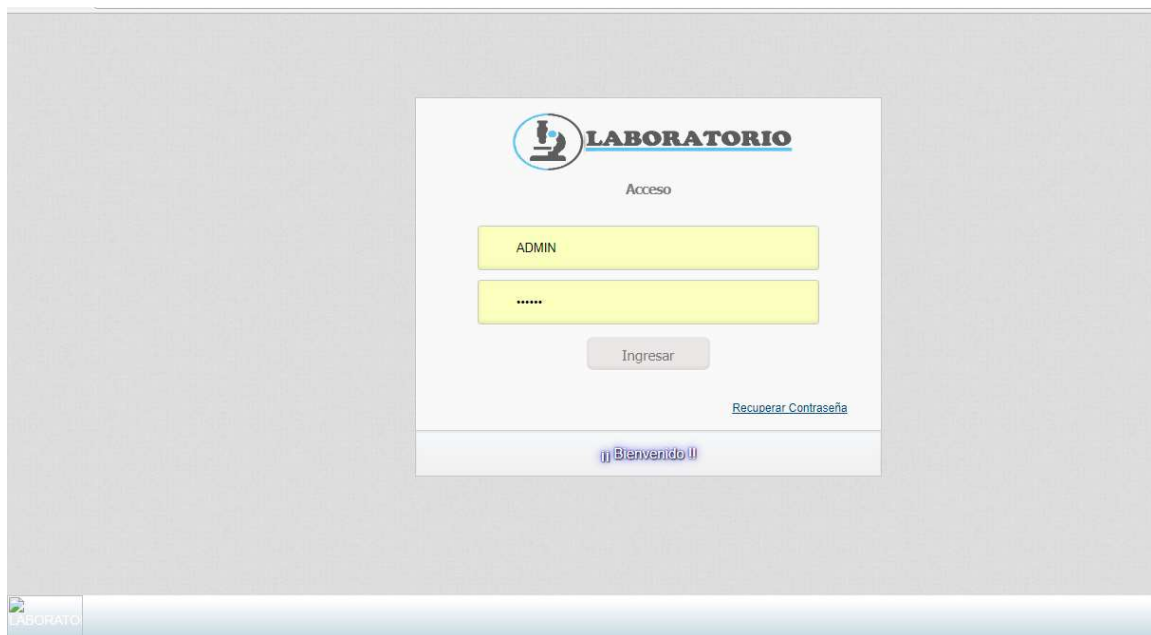 LABORATORIO
Acceso
ADMIN
••••••
Ingresar
Recuperar Contraseña
¡¡ Bienvenido !!
LABORATO